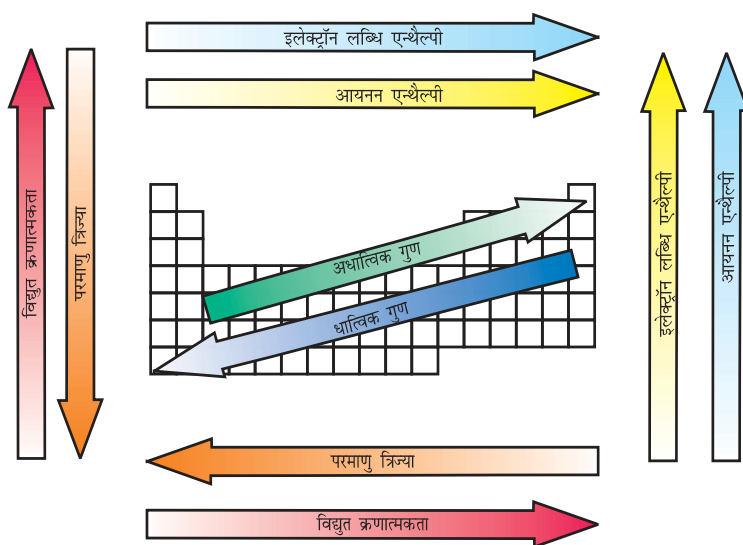 इलेक्ट्रॉन लब्धि एन्थैल्पी
आयनन एन्थैल्पी
विद्युत ऋणात्मकता
परमाणु त्रिज्या
अधात्विक गुण
धात्विक गुण
इलेक्ट्रॉन लब्धि एन्थैल्पी
आयनन एन्थैल्पी
परमाणु त्रिज्या
विद्युत ऋणात्मकता